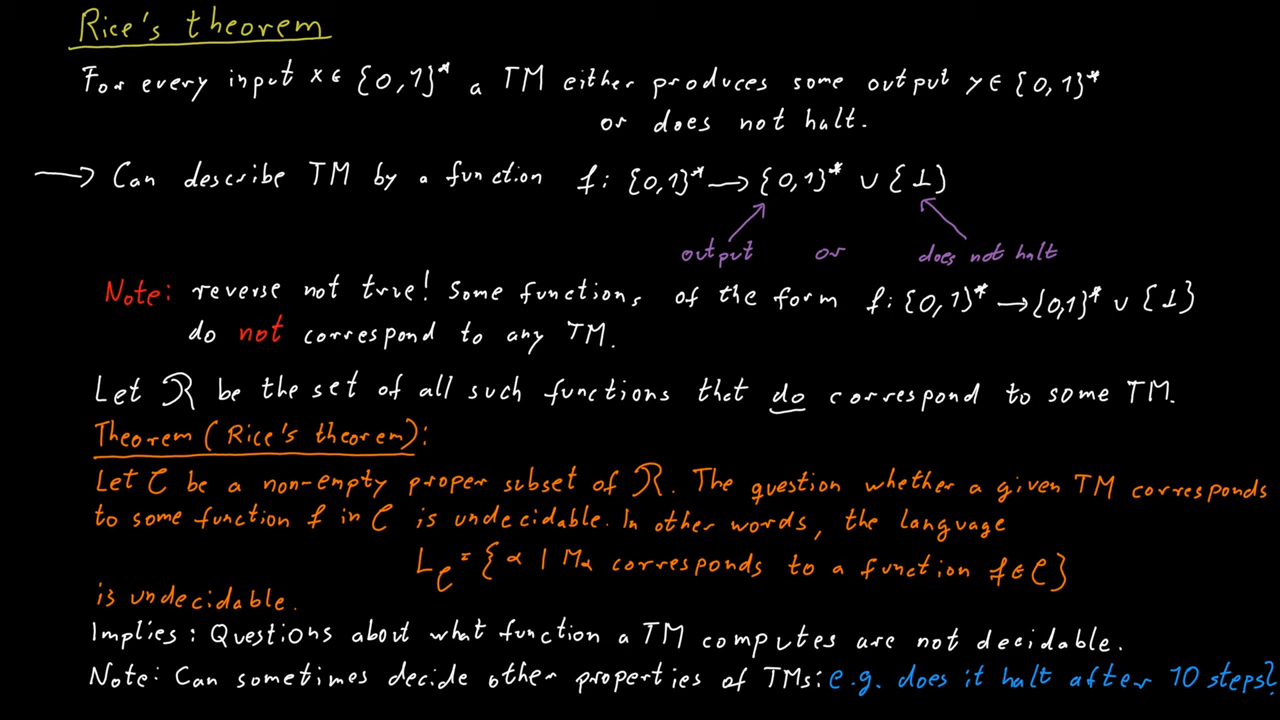 Rice's theorem
For every input x ∈ {0,1}* a TM either produces some output y ∈ {0,1}*
or does not halt.
→ Can describe TM by a function f: {0,1}* → {0,1}* ∪ {⊥}
output or does not halt
Note: reverse not true! Some functions of the form f: {0,1}* → {0,1}* ∪ {⊥}
do not correspond to any TM.
Let R be the set of all such functions that do correspond to some TM.
Theorem (Rice's theorem):
Let C be a non-empty proper subset of R. The question whether a given TM corresponds
to some function f in C is undecidable. In other words, the language
L_C = {α | M_α corresponds to a function f ∈ C}
is undecidable.
Implies: Questions about what function a TM computes are not decidable.
Note: Can sometimes decide other properties of TMs: e.g. does it halt after 10 steps?